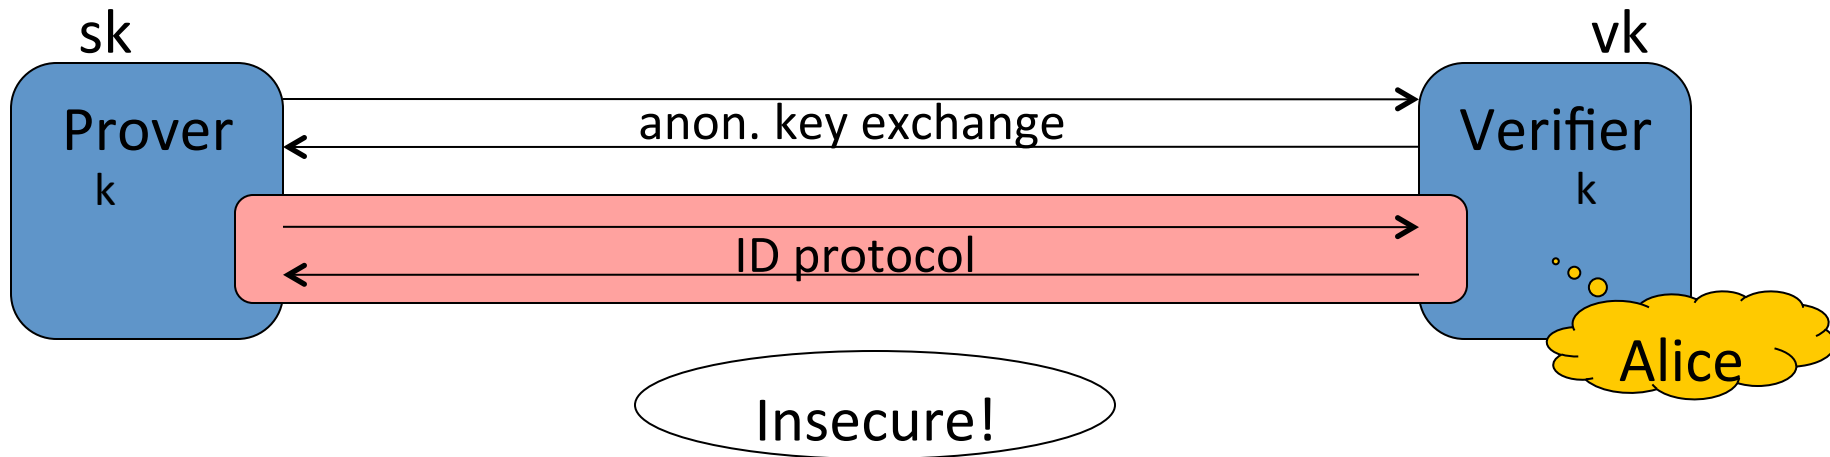 sk
vk
Prover
anon. key exchange
Verifier
k
k
ID protocol
Alice
Insecure!